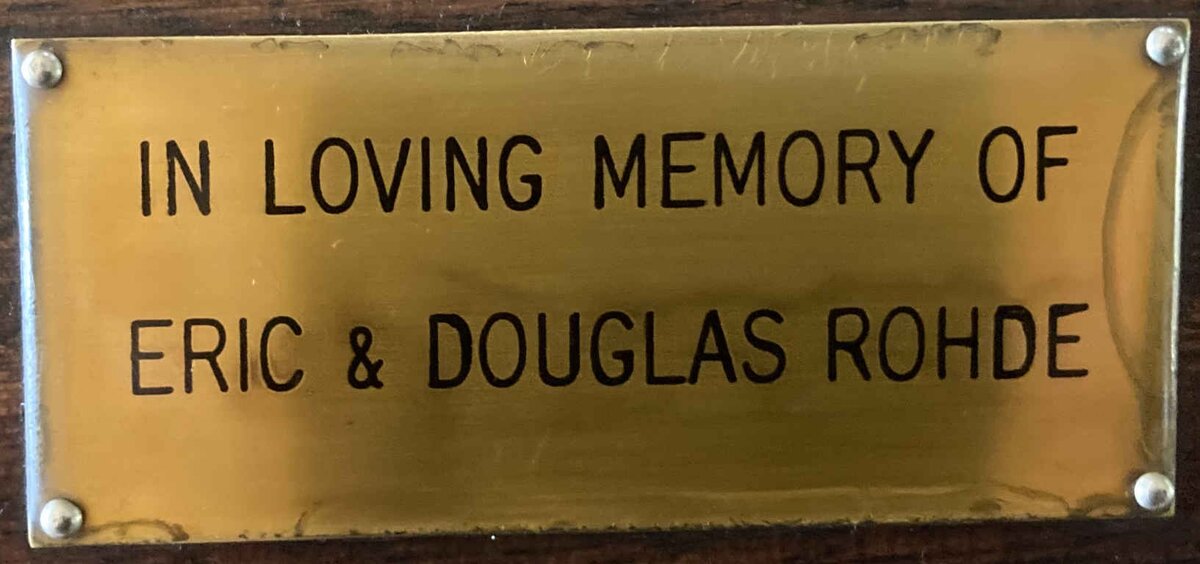 IN LOVING MEMORY OF
ERIC & DOUGLAS ROHDE